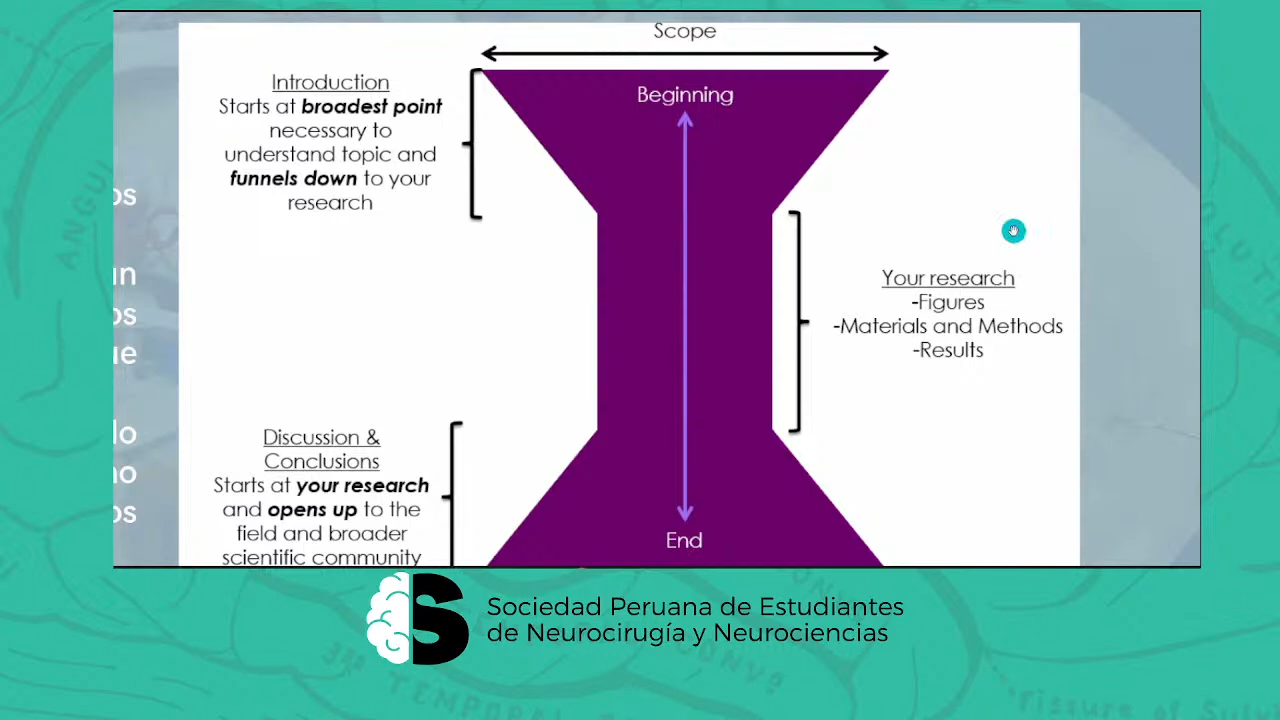 Scope
Introduction
Starts at broadest point
necessary to
understand topic and
funnels down to your
research
Beginning
Your research
-Figures
-Materials and Methods
-Results
Discussion &
Conclusions
Starts at your research
and opens up to the
field and broader
scientific community
End
Sociedad Peruana de Estudiantes
de Neurocirugía y Neurociencias
S
TEMPORAL